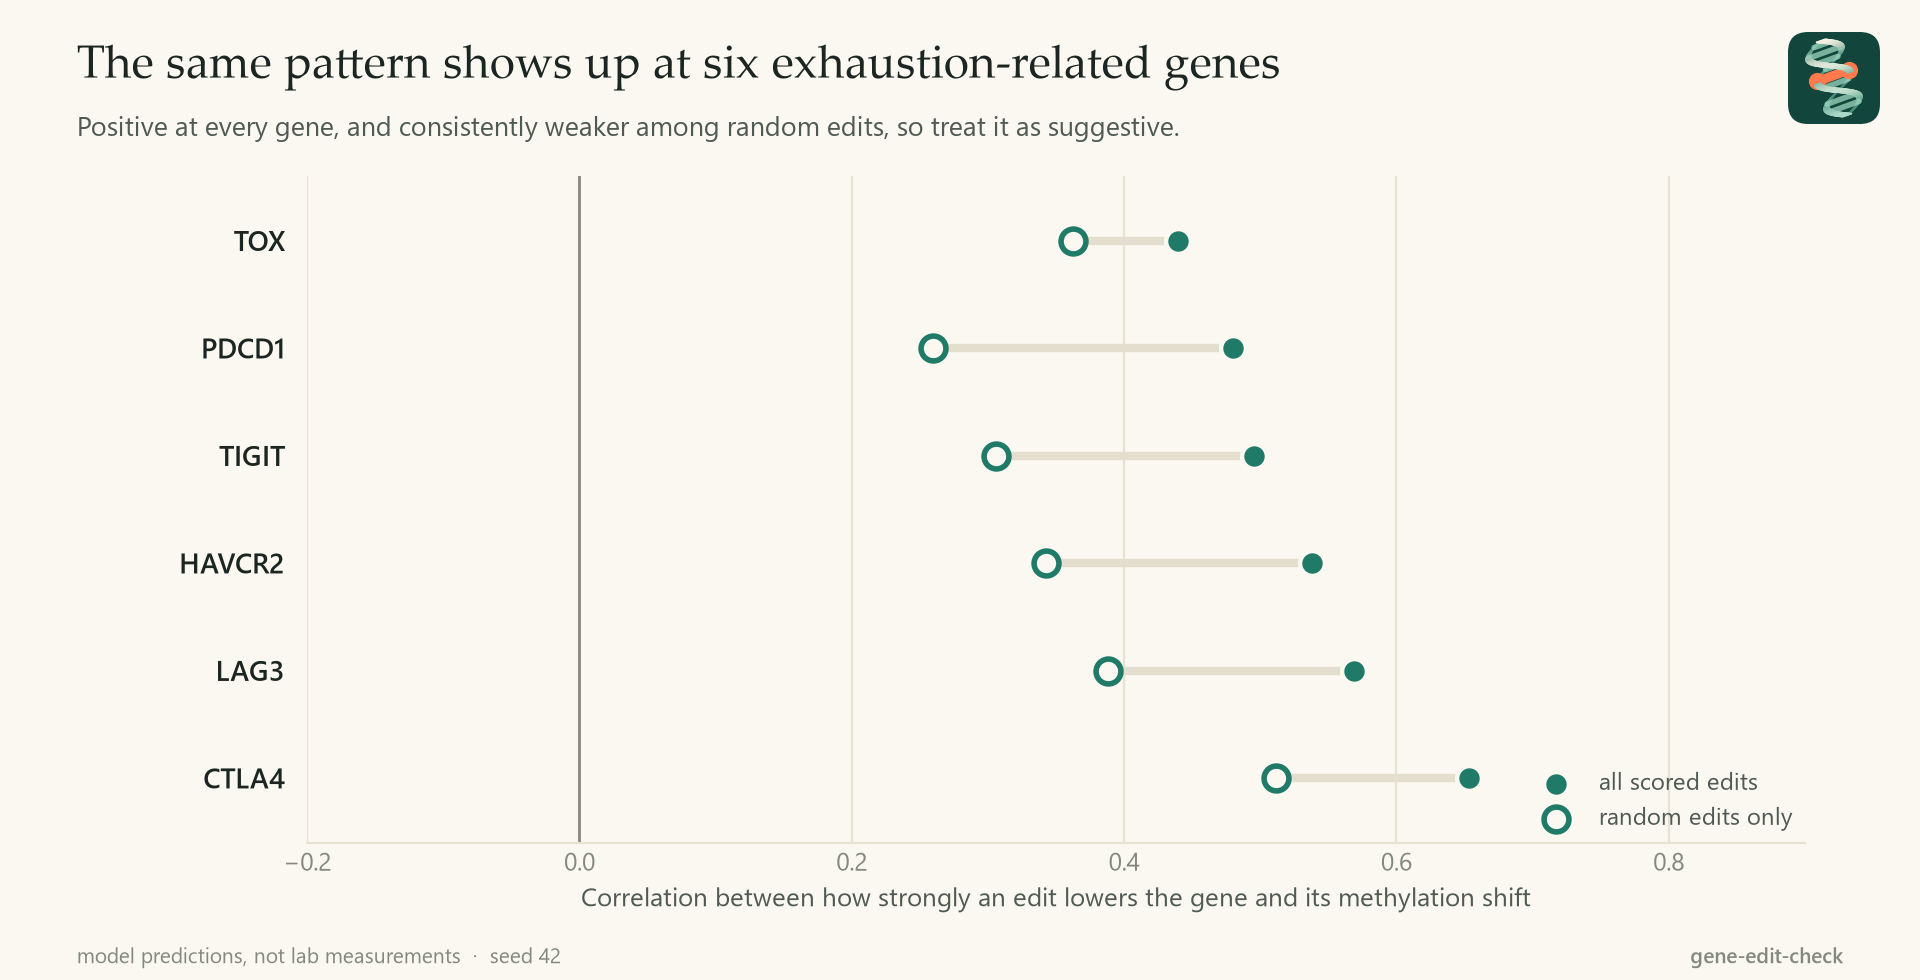 The same pattern shows up at six exhaustion-related genes
Positive at every gene, and consistently weaker among random edits, so treat it as suggestive.
TOX
PDCD1
TIGIT
HAVCR2
LAG3
CTLA4
all scored edits
random edits only
−0.2 0.0 0.2 0.4 0.6 0.8
Correlation between how strongly an edit lowers the gene and its methylation shift
model predictions, not lab measurements · seed 42
gene-edit-check